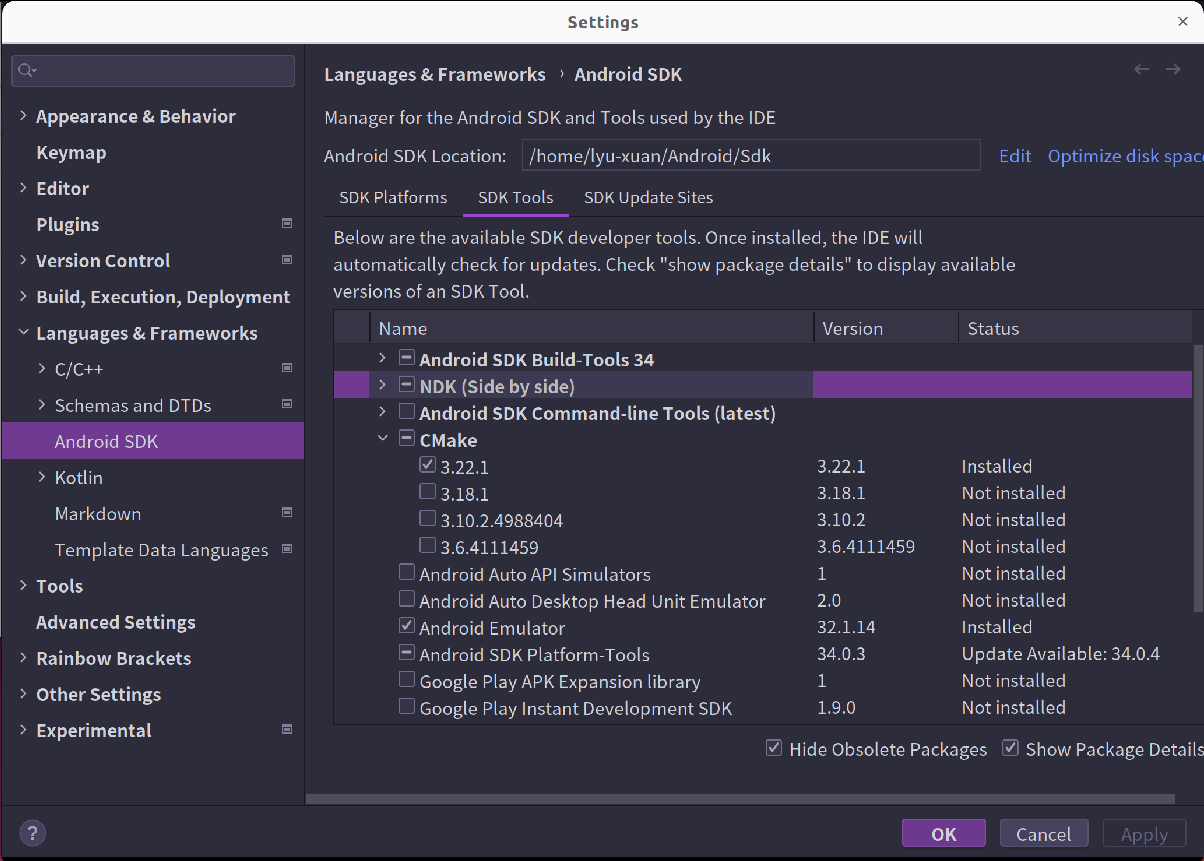 Settings
Appearance & Behavior
Keymap
Editor
Plugins
Version Control
Build, Execution, Deployment
Languages & Frameworks
C/C++
Schemas and DTDs
Android SDK
Kotlin
Markdown
Template Data Languages
Tools
Advanced Settings
Rainbow Brackets
Other Settings
Experimental
Languages & Frameworks › Android SDK
Manager for the Android SDK and Tools used by the IDE
Android SDK Location: /home/lyu-xuan/Android/Sdk Edit Optimize disk spac
SDK Platforms SDK Tools SDK Update Sites
Below are the available SDK developer tools. Once installed, the IDE will
automatically check for updates. Check "show package details" to display available
versions of an SDK Tool.
Name Version Status
Android SDK Build-Tools 34
NDK (Side by side)
Android SDK Command-line Tools (latest)
CMake
3.22.1 3.22.1 Installed
3.18.1 3.18.1 Not installed
3.10.2.4988404 3.10.2 Not installed
3.6.4111459 3.6.4111459 Not installed
Android Auto API Simulators 1 Not installed
Android Auto Desktop Head Unit Emulator 2.0 Not installed
Android Emulator 32.1.14 Installed
Android SDK Platform-Tools 34.0.3 Update Available: 34.0.4
Google Play APK Expansion library 1 Not installed
Google Play Instant Development SDK 1.9.0 Not installed
Hide Obsolete Packages Show Package Details
? OK Cancel Apply